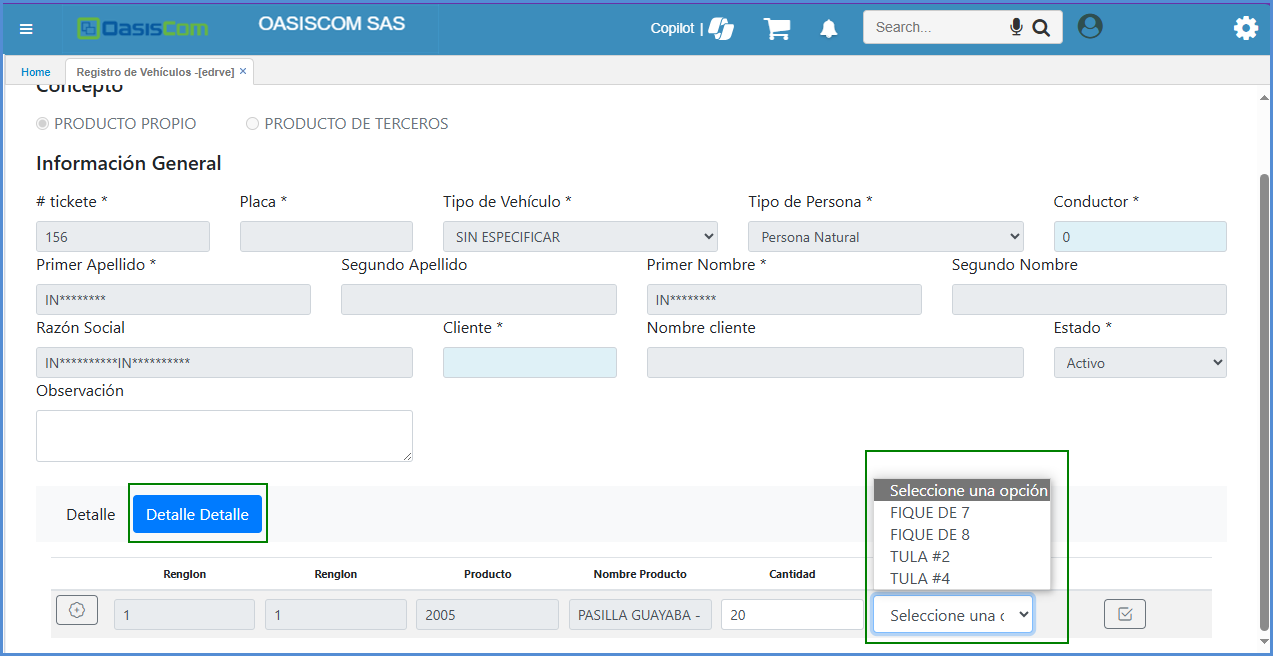 OasisCom
OASISCOM SAS
Copilot |
Search...
Home
Registro de Vehículos -[edrve] ×
Concepto
PRODUCTO PROPIO
PRODUCTO DE TERCEROS
Información General
# tickete *
Placa *
Tipo de Vehículo *
Tipo de Persona *
Conductor *
156
SIN ESPECIFICAR
Persona Natural
0
Primer Apellido *
Segundo Apellido
Primer Nombre *
Segundo Nombre
IN********
IN********
Razón Social
Cliente *
Nombre cliente
Estado *
IN**********IN**********
Activo
Observación
Detalle
Detalle Detalle
Seleccione una opción
FIQUE DE 7
FIQUE DE 8
TULA #2
TULA #4
Renglon
Renglon
Producto
Nombre Producto
Cantidad
1
1
2005
PASILLA GUAYABA -
20
Seleccione una c